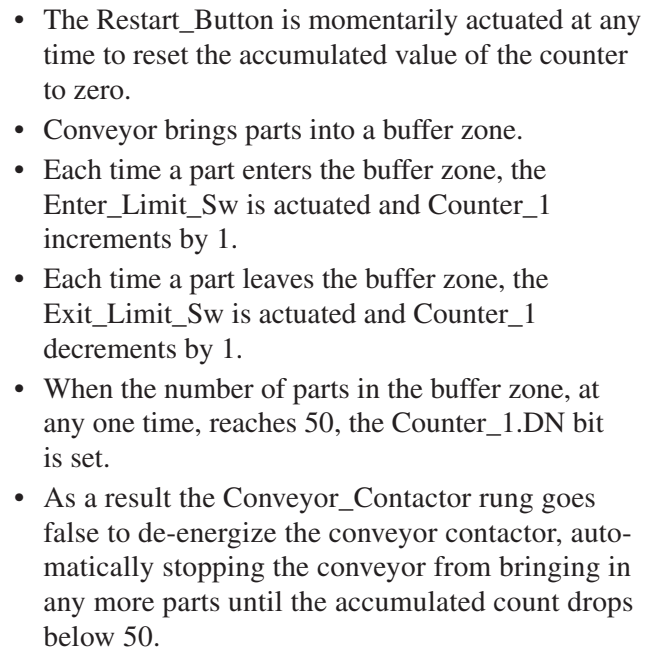 • The Restart_Button is momentarily actuated at any
time to reset the accumulated value of the counter
to zero.
• Conveyor brings parts into a buffer zone.
• Each time a part enters the buffer zone, the
Enter_Limit_Sw is actuated and Counter_1
increments by 1.
• Each time a part leaves the buffer zone, the
Exit_Limit_Sw is actuated and Counter_1
decrements by 1.
• When the number of parts in the buffer zone, at
any one time, reaches 50, the Counter_1.DN bit
is set.
• As a result the Conveyor_Contactor rung goes
false to de-energize the conveyor contactor, auto-
matically stopping the conveyor from bringing in
any more parts until the accumulated count drops
below 50.